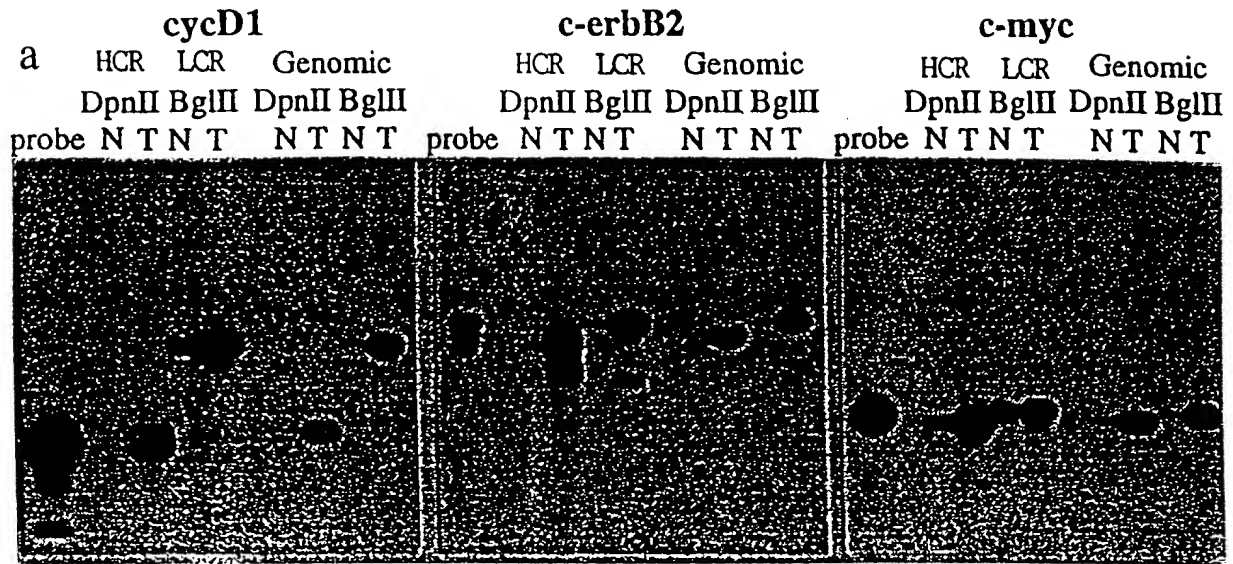 cycD1 c-erbB2 c-myc
a HCR LCR Genomic HCR LCR Genomic HCR LCR Genomic
DpnII BglII DpnII BglII DpnII BglII DpnII BglII DpnII BglII DpnII BglII
probe N T N T N T N T probe N T N T N T N T probe N T N T N T N T